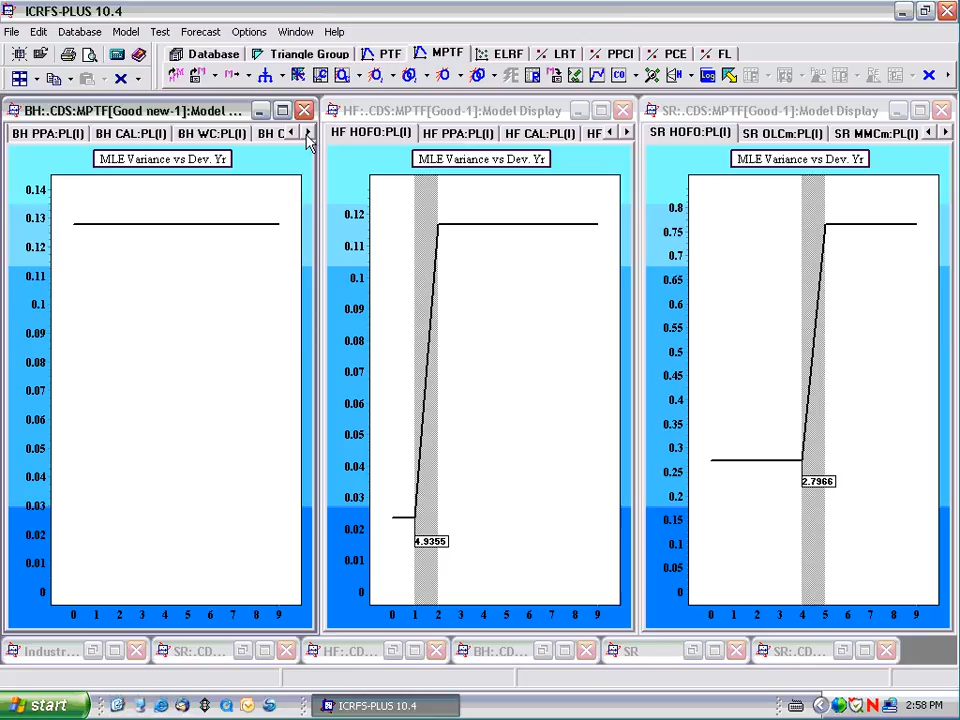 ICRFS-PLUS 10.4
File Edit Database Model Test Forecast Options Window Help
Database Triangle Group PTF MPTF ELRF LRT PPCI PCE FL
BH:.CDS:MPTF[Good new-1]:Model ...
BH PPA:PL(I) BH CAL:PL(I) BH WC:PL(I) BH C
MLE Variance vs Dev. Yr
0.14
0.13
0.12
0.11
0.1
0.09
0.08
0.07
0.06
0.05
0.04
0.03
0.02
0.01
0
0 1 2 3 4 5 6 7 8 9
HF:.CDS:MPTF[Good-1]:Model Display
HF HOFO:PL(I) HF PPA:PL(I) HF CAL:PL(I) HF
MLE Variance vs Dev. Yr
0.12
0.11
0.1
0.09
0.08
0.07
0.06
0.05
0.04
0.03
0.02
0.01
0
4.9355
0 1 2 3 4 5 6 7 8 9
SR:.CDS:MPTF[Good-1]:Model Display
SR HOFO:PL(I) SR OLCm:PL(I) SR MMCm:PL(I)
MLE Variance vs Dev. Yr
0.8
0.75
0.7
0.65
0.6
0.55
0.5
0.45
0.4
0.35
0.3
0.25
0.2
0.15
0.1
0.05
0
2.7966
0 1 2 3 4 5 6 7 8 9
Industr... SR:.CD... HF:.CD... BH:.CD... SR SR:.CD...
start ICRFS-PLUS 10.4 2:58 PM